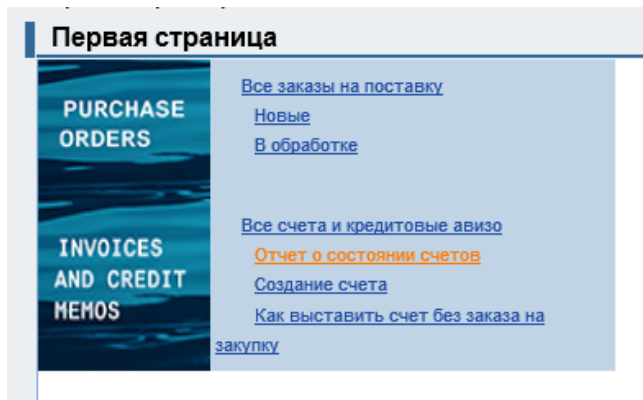 Первая страница
PURCHASE
ORDERS
Все заказы на поставку
Новые
В обработке
INVOICES
AND CREDIT
MEMOS
Все счета и кредитовые авизо
Отчет о состоянии счетов
Создание счета
Как выставить счет без заказа на
закупку